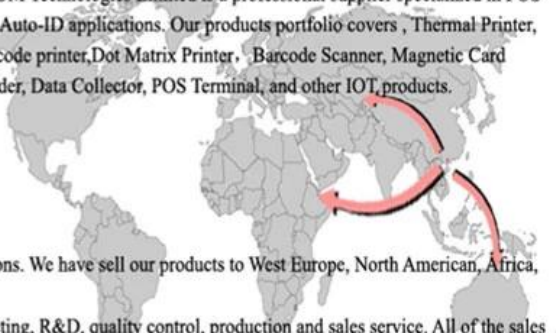 Auto-ID applications. Our products portfolio covers , Thermal Printer,
code printer,Dot Matrix Printer, Barcode Scanner, Magnetic Card
der, Data Collector, POS Terminal, and other IOT products.
ons. We have sell our products to West Europe, North American, Africa,
ting, R&D, quality control, production and sales service. All of the sales